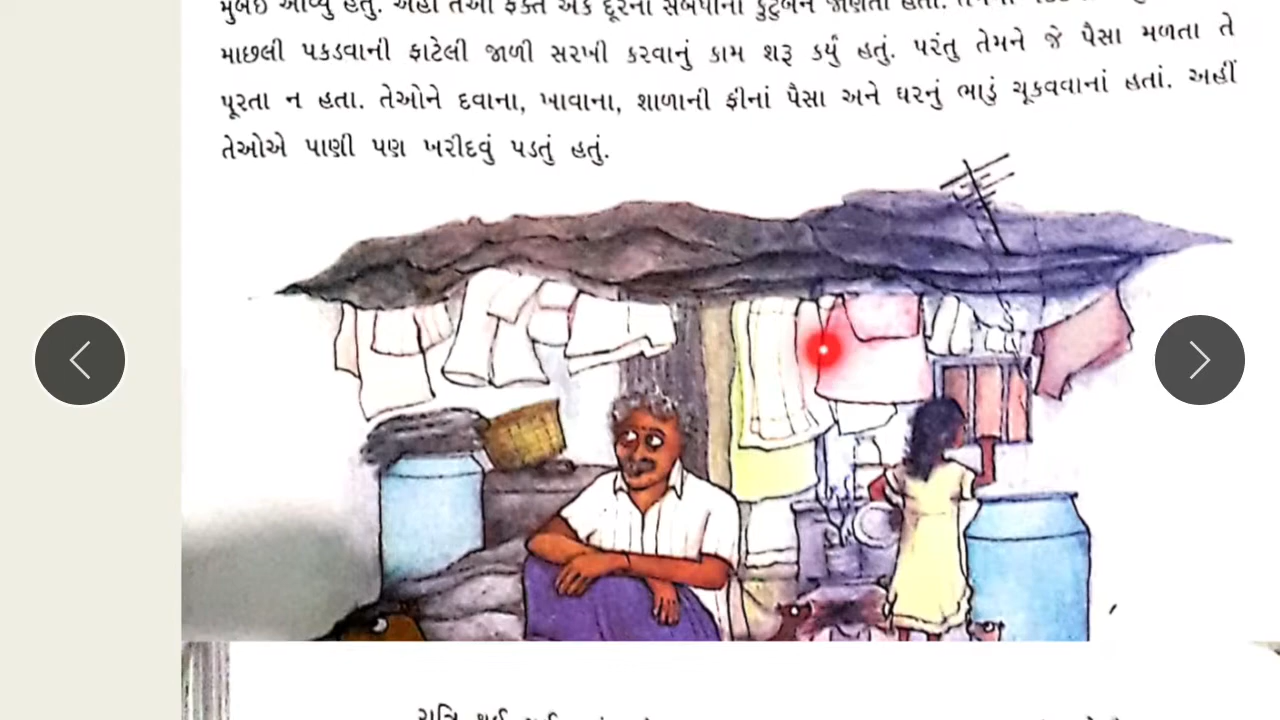 મુંબઈ આવ્યું હતું. અહીં તેઓ ફક્ત એક દૂરના સંબંધીના કુટુંબને જાણતા હતા.
માછલી પકડવાની ફાટેલી જાળી સરખી કરવાનું કામ શરૂ કર્યું હતું. પરંતુ તેમને જે પૈસા મળતા તે
પૂરતા ન હતા. તેઓને દવાના, ખાવાના, શાળાની ફીનાં પૈસા અને ઘરનું ભાડું ચૂકવવાનાં હતાં. અહીં
તેઓએ પાણી પણ ખરીદવું પડતું હતું.
રાત્રિ